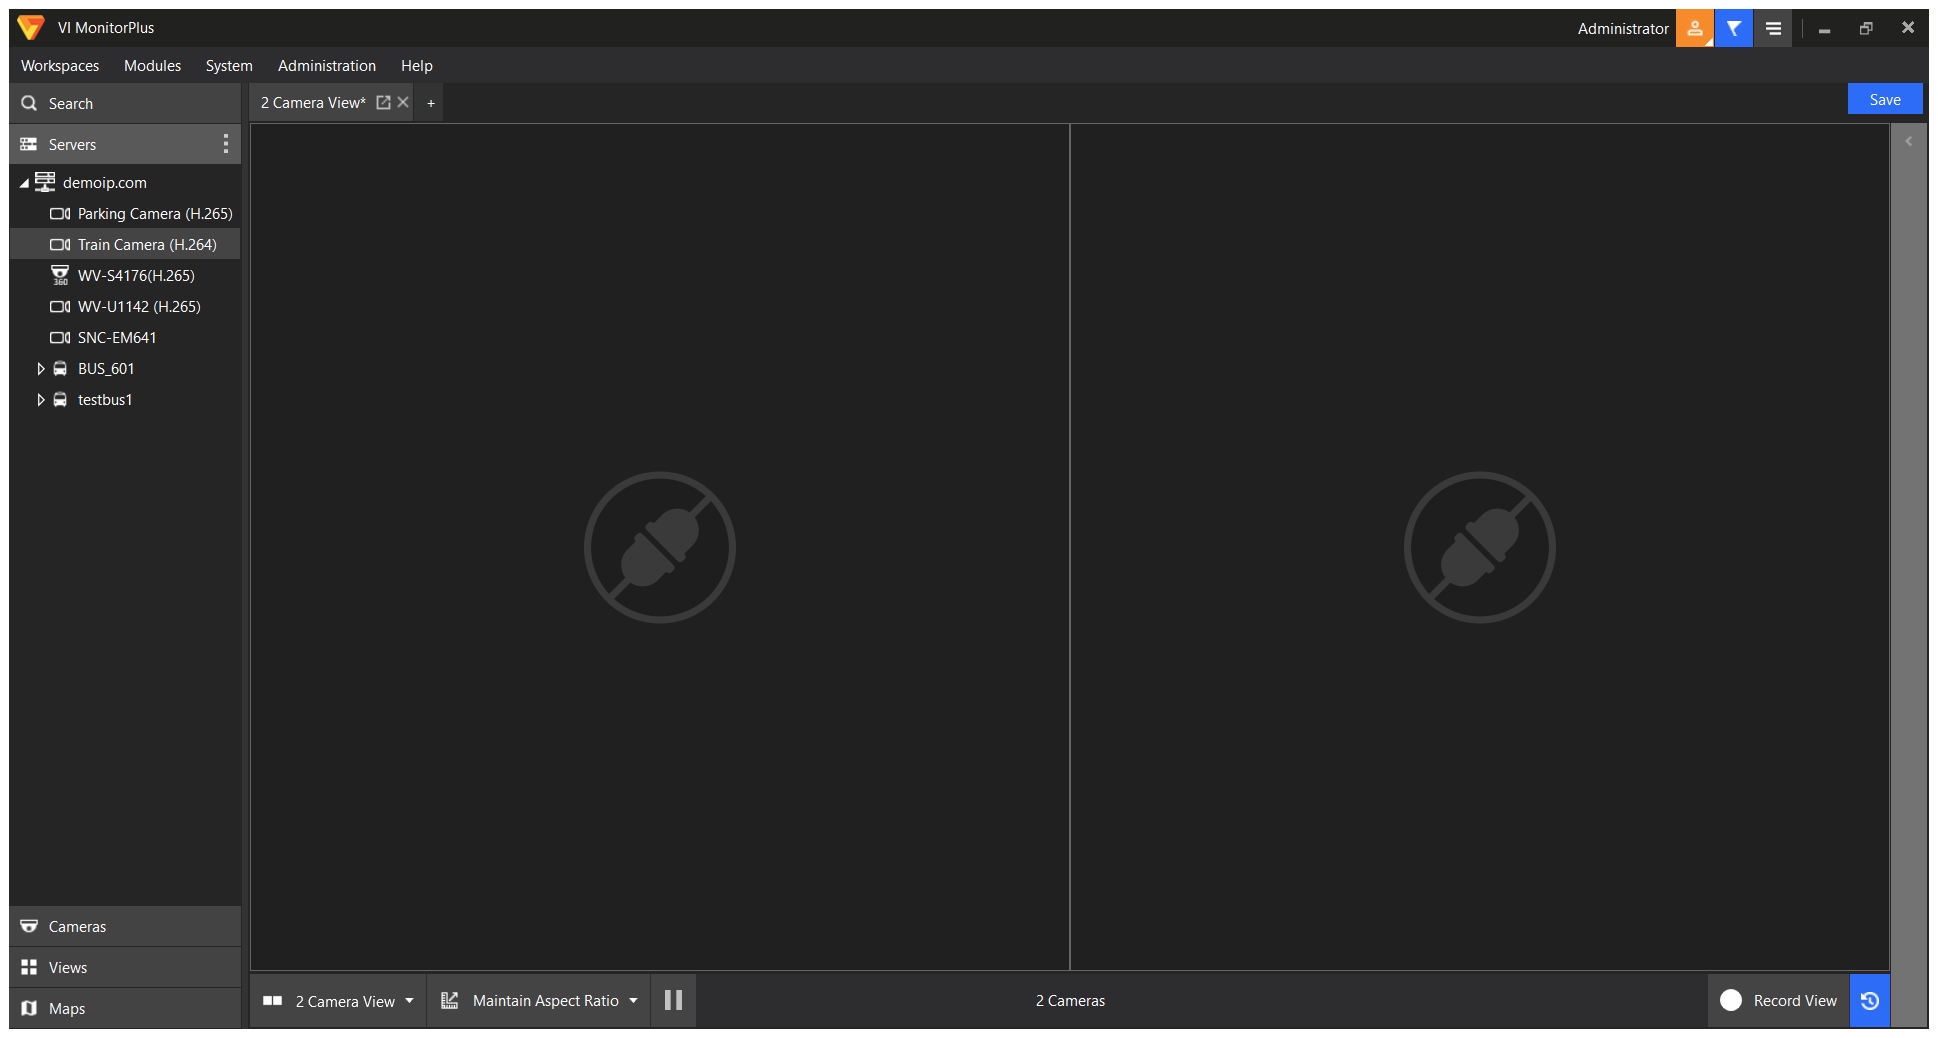 VI MonitorPlus
Administrator
Workspaces Modules System Administration Help
Search
2 Camera View* +
Save
Servers
demoip.com
Parking Camera (H.265)
Train Camera (H.264)
360 WV-S4176(H.265)
WV-U1142 (H.265)
SNC-EM641
BUS_601
testbus1
Cameras
Views
Maps
2 Camera View
Maintain Aspect Ratio
2 Cameras
Record View